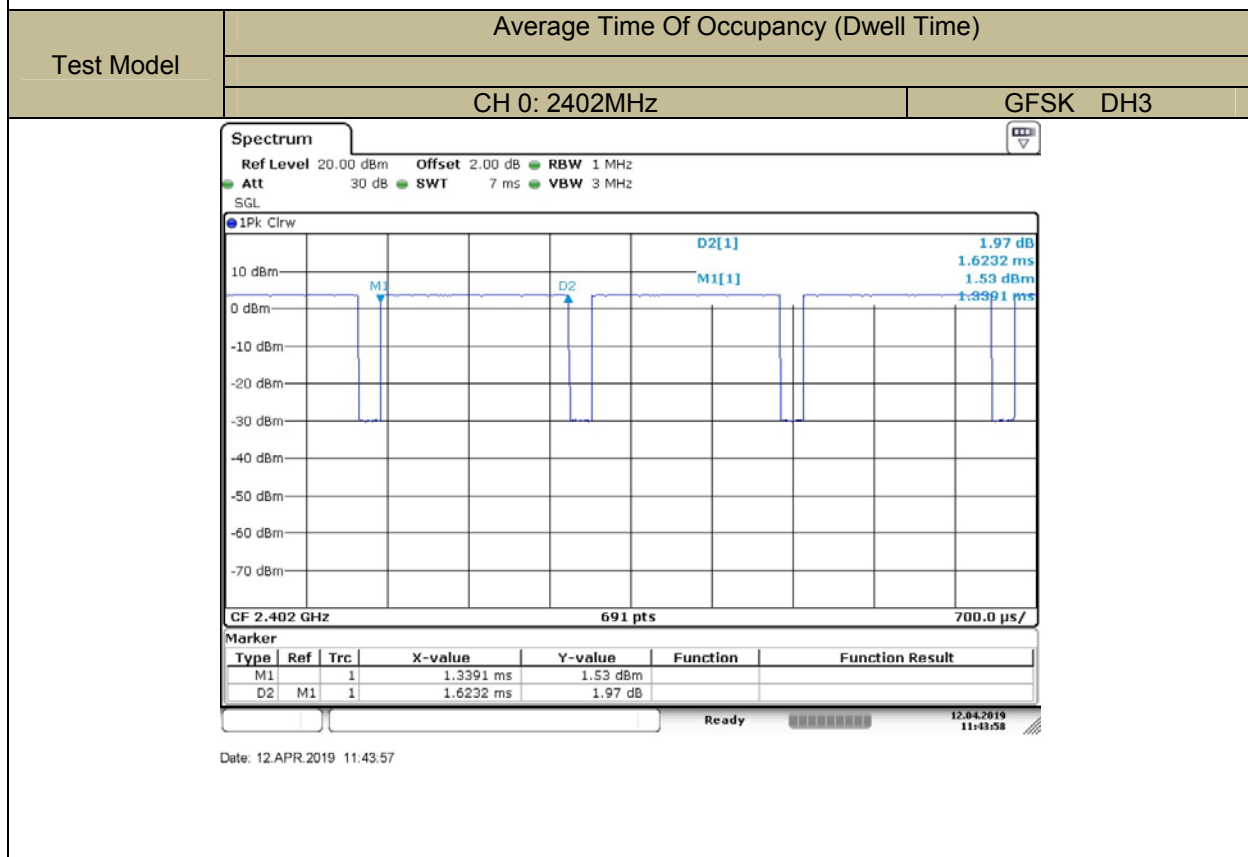 Average Time Of Occupancy (Dwell Time)
Test Model
CH 0: 2402MHz GFSK DH3
Spectrum
Ref Level 20.00 dBm Offset 2.00 dB RBW 1 MHz
Att 30 dB SWT 7 ms VBW 3 MHz
SGL
1Pk Clrw
D2[1] 1.97 dB
1.6232 ms
10 dBm
M1[1] 1.53 dBm
1.3391 ms
M1
D2
0 dBm
-10 dBm
-20 dBm
-30 dBm
-40 dBm
-50 dBm
-60 dBm
-70 dBm
CF 2.402 GHz 691 pts 700.0 µs/
Marker
Type Ref Trc X-value Y-value Function Function Result
M1 1 1.3391 ms 1.53 dBm
D2 M1 1 1.6232 ms 1.97 dB
Ready 12.04.2019
11:43:58
Date: 12.APR.2019 11:43:57